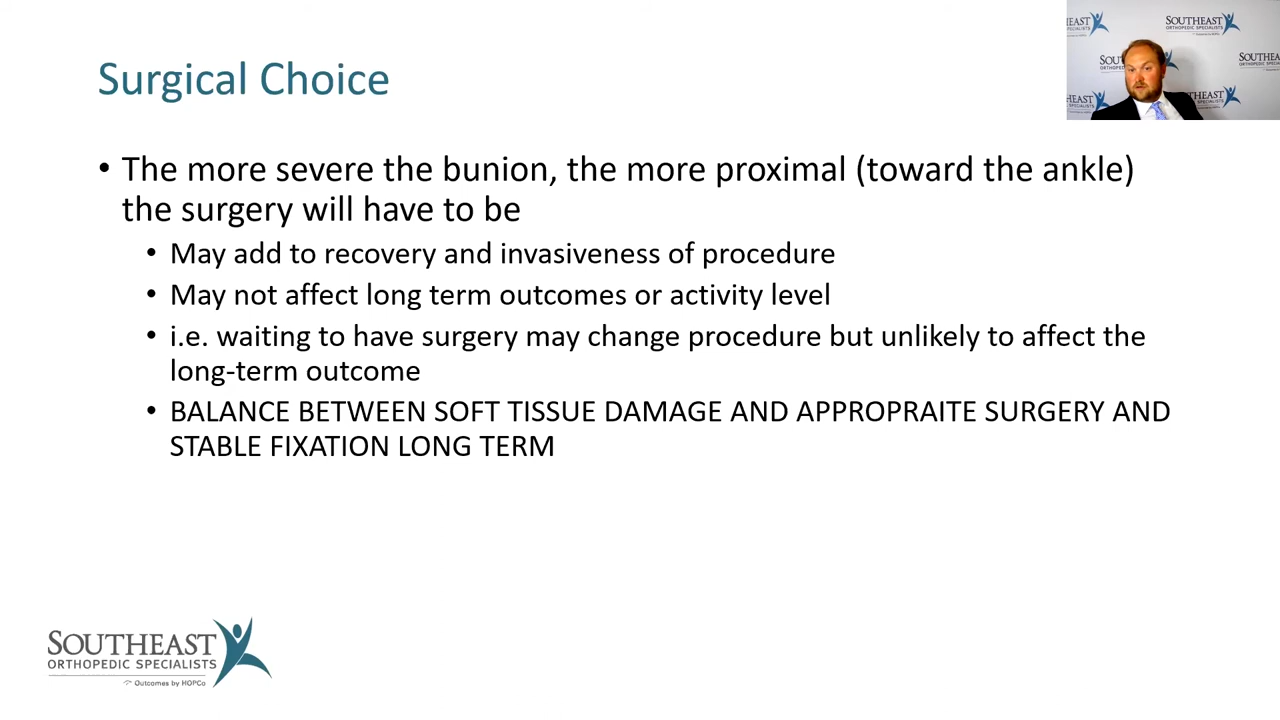 Surgical Choice
• The more severe the bunion, the more proximal (toward the ankle)
the surgery will have to be
• May add to recovery and invasiveness of procedure
• May not affect long term outcomes or activity level
• i.e. waiting to have surgery may change procedure but unlikely to affect the
long-term outcome
• BALANCE BETWEEN SOFT TISSUE DAMAGE AND APPROPRAITE SURGERY AND
STABLE FIXATION LONG TERM
SOUTHEAST
ORTHOPEDIC SPECIALISTS
Outcomes by HOPCo
SOUTHEAST
ORTHOPEDIC SPECIALISTS